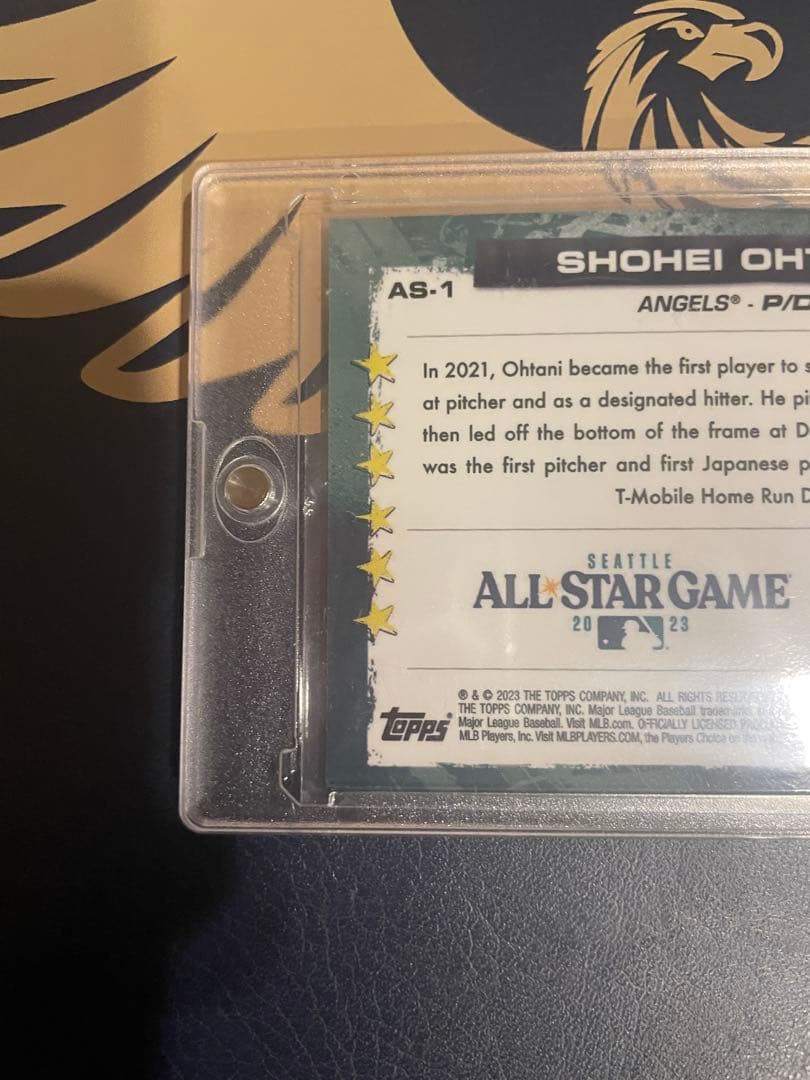 SHOHEI OHT
AS-1
ANGELS® - P/D
In 2021, Ohtani became the first player to s
at pitcher and as a designated hitter. He pi
then led off the bottom of the frame at D
was the first pitcher and first Japanese p
T-Mobile Home Run D
SEATTLE
ALL STAR GAME
20 23
topps®
® & © 2023 THE TOPPS COMPANY, INC. ALL RIGHTS RESERVED
THE TOPPS COMPANY, INC. Major League Baseball trademarks
Major League Baseball. Visit MLB.com. OFFICIALLY LICENSED
MLB Players, Inc. Visit MLBPLAYERS.COM, the Players Choice on